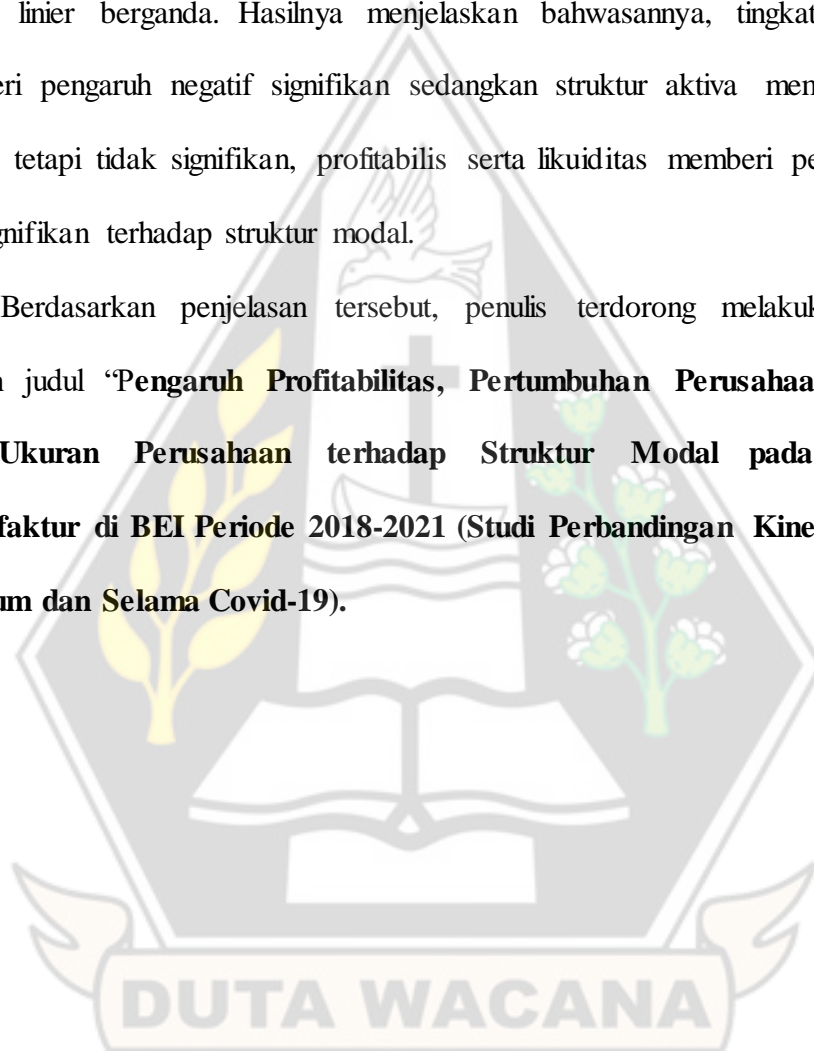 linier berganda. Hasilnya menjelaskan bahwasannya, tingkat
eri pengaruh negatif signifikan sedangkan struktur aktiva men
tetapi tidak signifikan, profitabilis serta likuiditas memberi pe
gnifikan terhadap struktur modal.
Berdasarkan penjelasan tersebut, penulis terdorong melakuk
n judul “Pengaruh Profitabilitas, Pertumbuhan Perusahaa
Ukuran Perusahaan terhadap Struktur Modal pada
faktur di BEI Periode 2018-2021 (Studi Perbandingan Kine
um dan Selama Covid-19).
DUTA WACANA